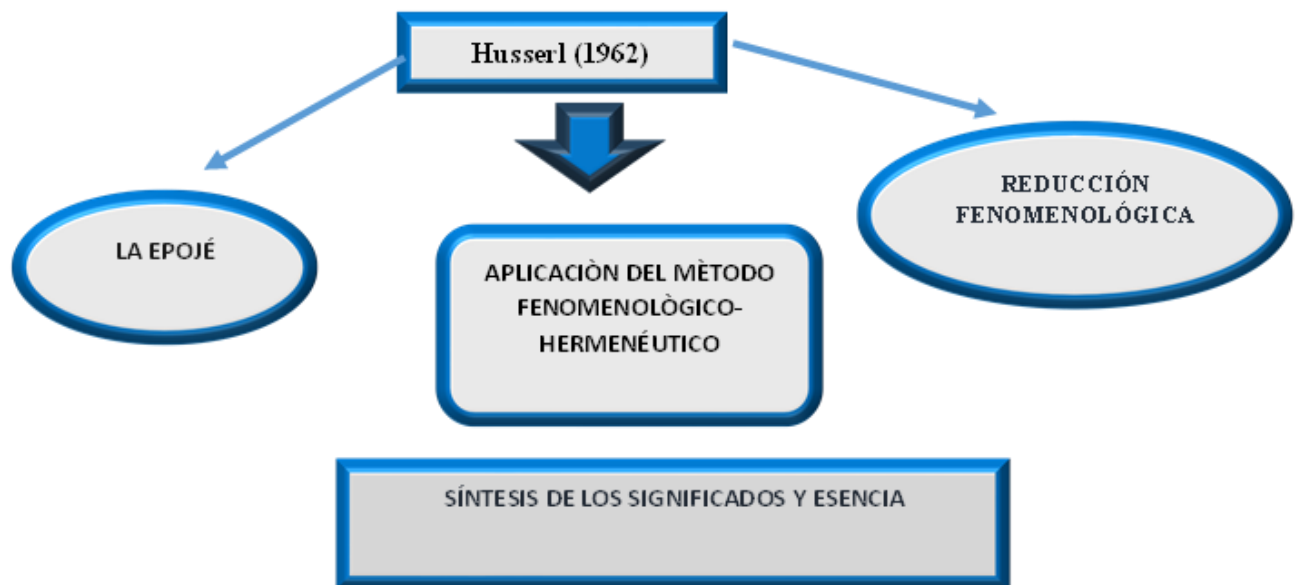 Husserl (1962)
LA EPOJÉ
REDUCCIÓN
FENOMENOLÓGICA
APLICACIÒN DEL MÈTODO
FENOMENOLÒGICO-
HERMENÉUTICO
SÍNTESIS DE LOS SIGNIFICADOS Y ESENCIA